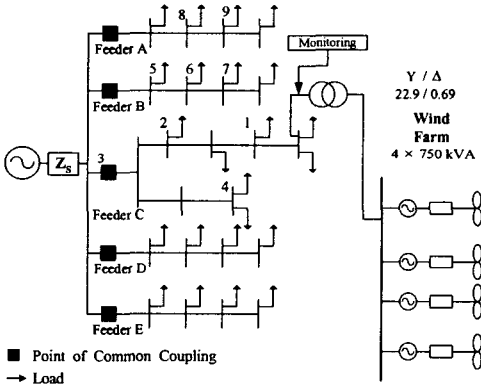 8 9
Feeder A
Monitoring
5 6 7
Feeder B
Y / Δ
22.9 / 0.69
Wind
Farm
4 × 750 kVA
2 1
Zs
3
4
Feeder C
Feeder D
Feeder E
Point of Common Coupling
Load